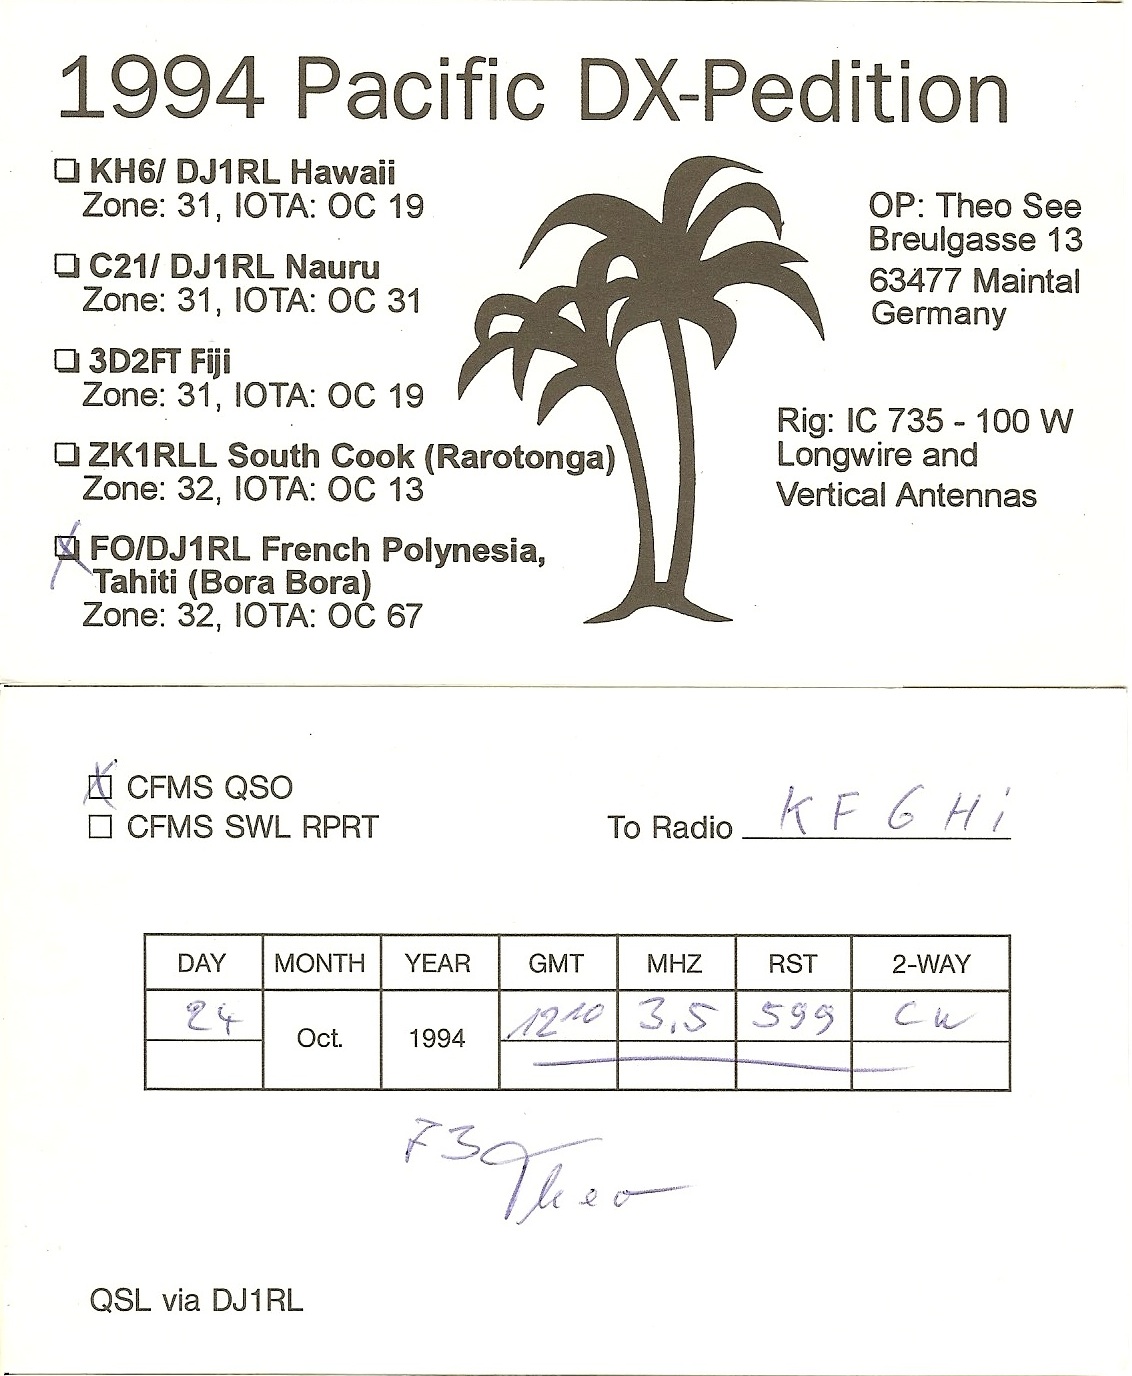 1994 Pacific DX-Pedition
KH6/ DJ1RL Hawaii
Zone: 31, IOTA: OC 19
C21/ DJ1RL Nauru
Zone: 31, IOTA: OC 31
3D2FT Fiji
Zone: 31, IOTA: OC 19
ZK1RLL South Cook (Rarotonga)
Zone: 32, IOTA: OC 13
FO/DJ1RL French Polynesia,
Tahiti (Bora Bora)
Zone: 32, IOTA: OC 67
OP: Theo See
Breulgasse 13
63477 Maintal
Germany
Rig: IC 735 - 100 W
Longwire and
Vertical Antennas
CFMS QSO
CFMS SWL RPRT
To Radio KF6HI
DAY MONTH YEAR GMT MHZ RST 2-WAY
24 Oct. 1994 1210 3,5 599 CW
73 Theo
QSL via DJ1RL